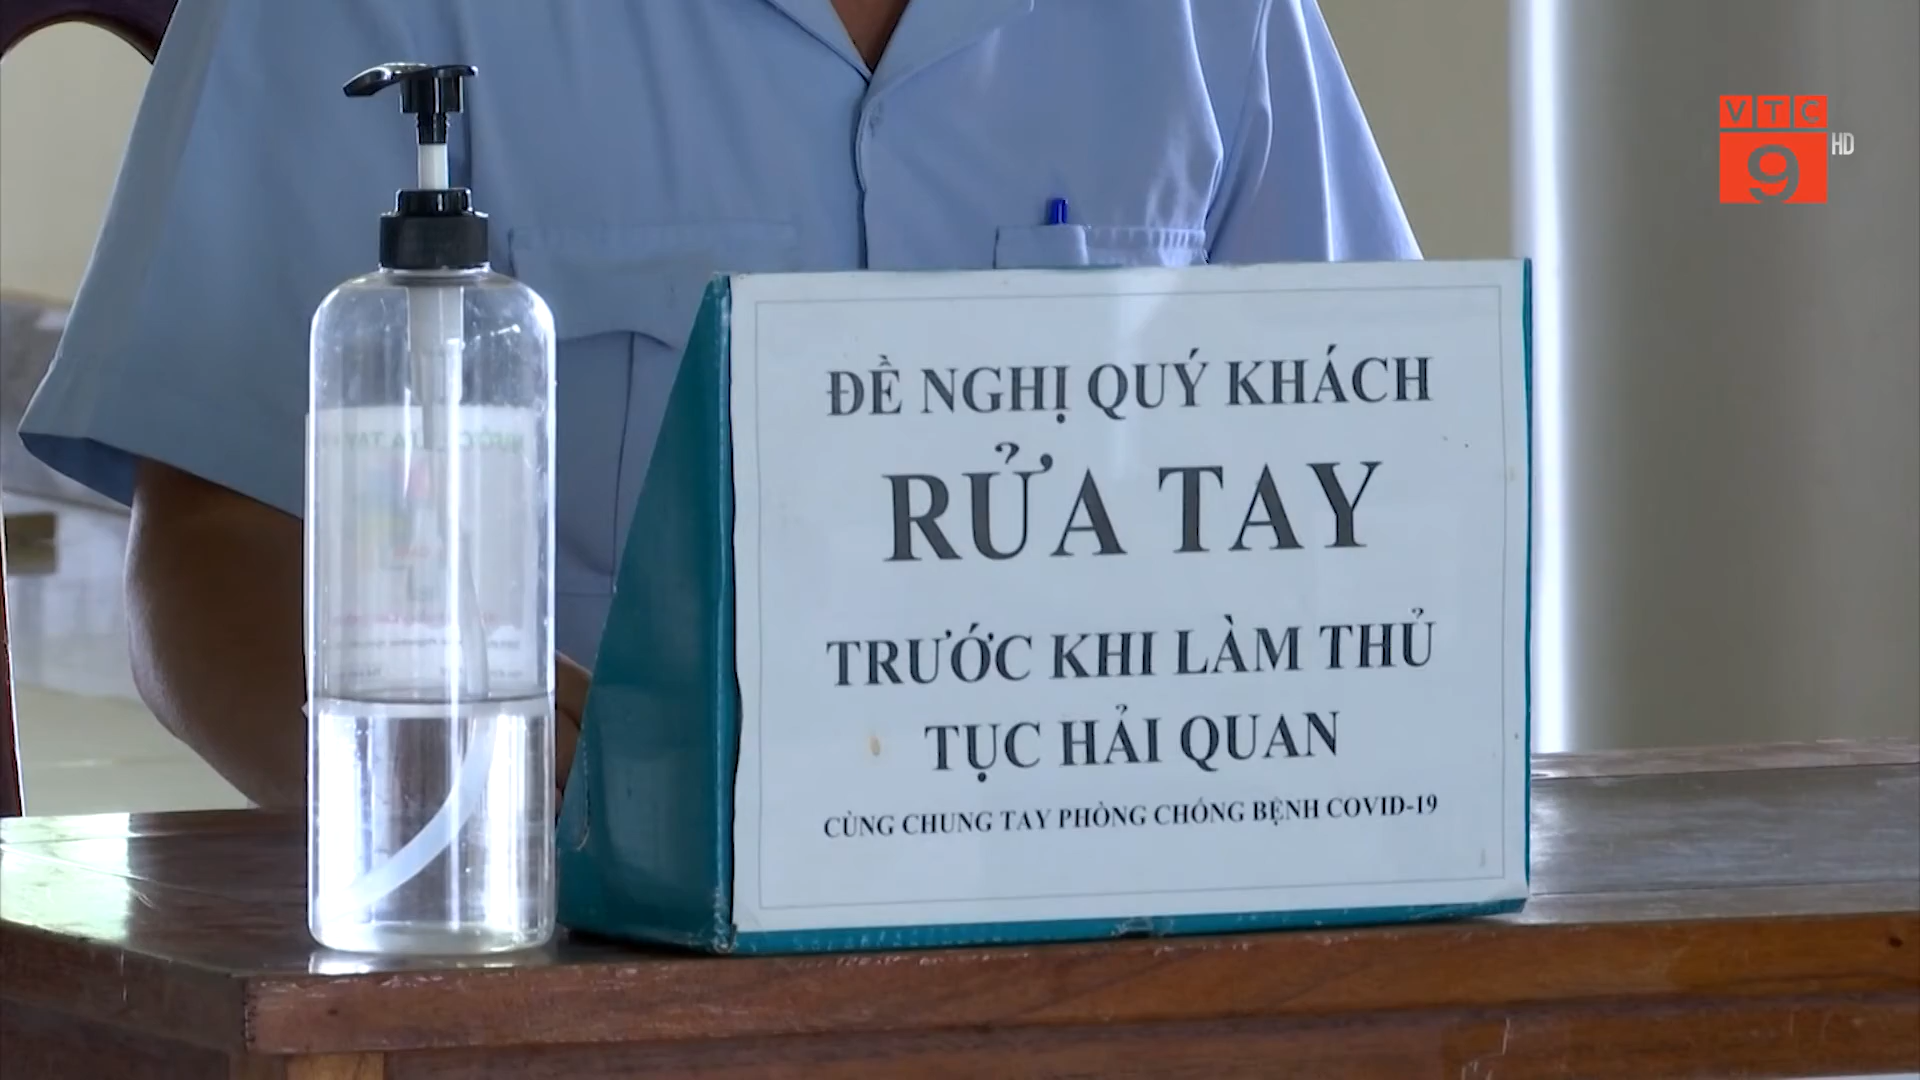 VTC
9
HD
ĐỀ NGHỊ QUÝ KHÁCH
RỬA TAY
TRƯỚC KHI LÀM THỦ
TỤC HẢI QUAN
CÙNG CHUNG TAY PHÒNG CHỐNG BỆNH COVID-19